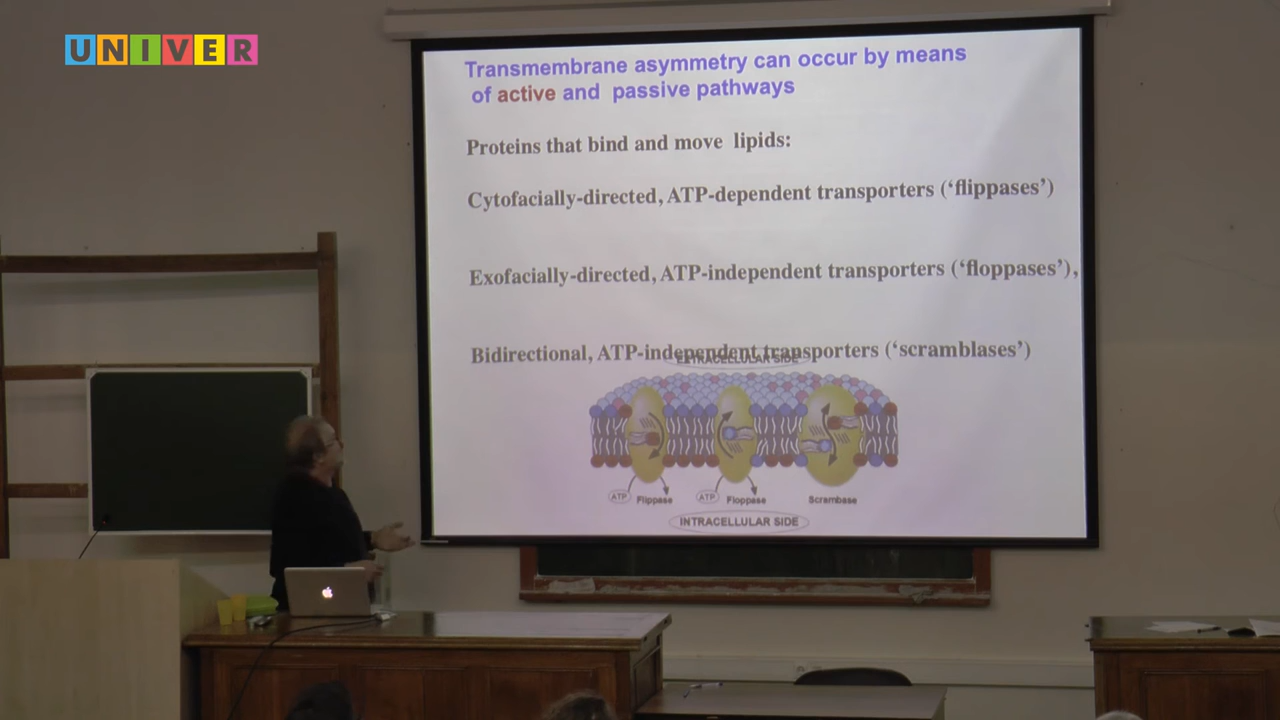 UNIVER
Transmembrane asymmetry can occur by means
of active and passive pathways
Proteins that bind and move lipids:
Cytofacially-directed, ATP-dependent transporters (‘flippases’)
Exofacially-directed, ATP-independent transporters (‘floppases’),
Bidirectional, ATP-independent transporters (‘scramblases’)
EXTRACELLULAR SIDE
ATP Flippase ATP Floppase Scrambase
INTRACELLULAR SIDE